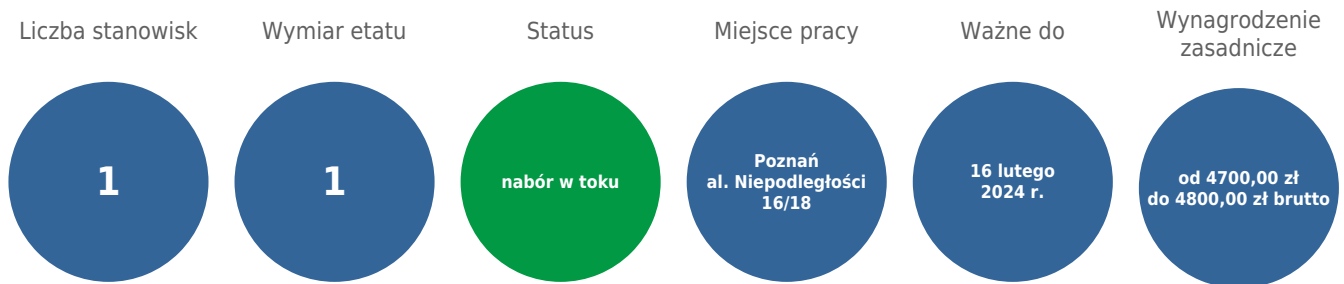 Liczba stanowisk
1
Wymiar etatu
1
Status
nabór w toku
Miejsce pracy
Poznań
al. Niepodległości
16/18
Ważne do
16 lutego
2024 r.
Wynagrodzenie
zasadnicze
od 4700,00 zł
do 4800,00 zł brutto